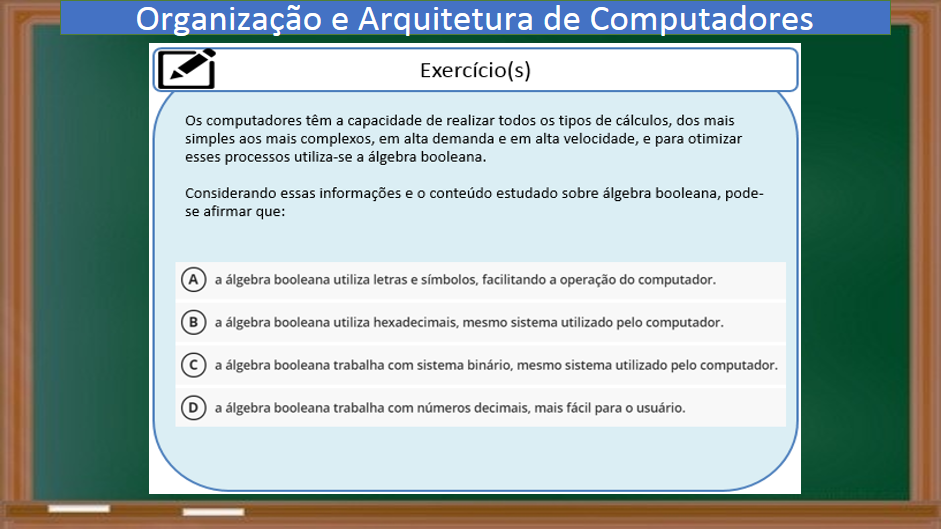 Organização e Arquitetura de Computadores
Exercício(s)
Os computadores têm a capacidade de realizar todos os tipos de cálculos, dos mais
simples aos mais complexos, em alta demanda e em alta velocidade, e para otimizar
esses processos utiliza-se a álgebra booleana.
Considerando essas informações e o conteúdo estudado sobre álgebra booleana, pode-
se afirmar que:
A a álgebra booleana utiliza letras e símbolos, facilitando a operação do computador.
B a álgebra booleana utiliza hexadecimais, mesmo sistema utilizado pelo computador.
C a álgebra booleana trabalha com sistema binário, mesmo sistema utilizado pelo computador.
D a álgebra booleana trabalha com números decimais, mais fácil para o usuário.